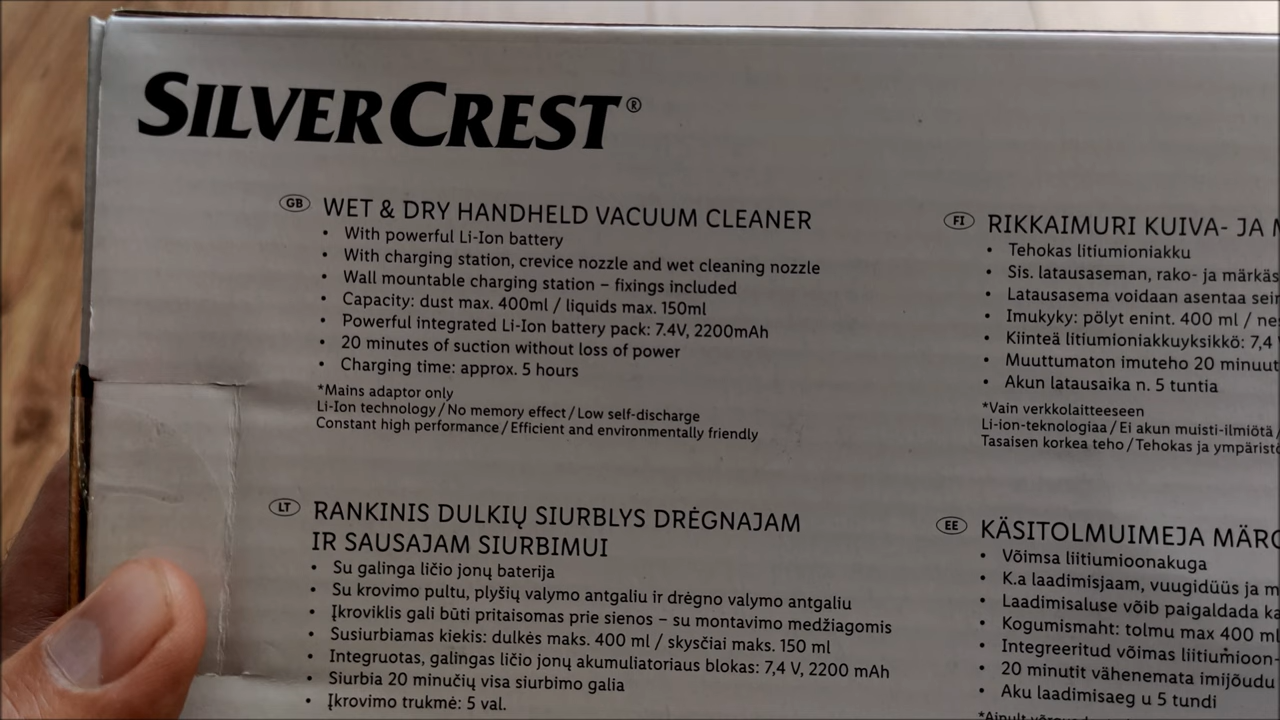 SILVERCREST®
GB WET & DRY HANDHELD VACUUM CLEANER
• With powerful Li-Ion battery
• With charging station, crevice nozzle and wet cleaning nozzle
• Wall mountable charging station – fixings included
• Capacity: dust max. 400ml / liquids max. 150ml
• Powerful integrated Li-Ion battery pack: 7.4V, 2200mAh
• 20 minutes of suction without loss of power
• Charging time: approx. 5 hours
*Mains adaptor only
Li-Ion technology / No memory effect / Low self-discharge
Constant high performance / Efficient and environmentally friendly
FI RIKKAIMURI KUIVA- JA
• Tehokas litiumioniakku
• Sis. latausaseman, rako- ja
• Latausasema voidaan asentaa
• Imukyky: pölyt enint. 400 ml /
• Kiinteä litiumioniakkuyksikkö: 7,4
• Muuttumaton imuteho 20
• Akun latausaika n. 5 tuntia
*Vain verkkolaitteeseen
Li-ion-teknologiaa / Ei akun muisti-ilmiötä /
Tasaisen korkea teho / Tehokas ja
LT RANKINIS DULKIŲ SIURBLYS DRĖGNAJAM
IR SAUSAJAM SIURBIMUI
• Su galinga ličio jonų baterija
• Su krovimo pultu, plyšių valymo antgaliu ir drėgno valymo antgaliu
• Įkroviklis gali būti pritaisomas prie sienos – su montavimo medžiagomis
• Susiurbiamas kiekis: dulkės maks. 400 ml / skysčiai maks. 150 ml
• Integruotas, galingas ličio jonų akumuliatoriaus blokas: 7,4 V, 2200 mAh
• Siurbia 20 minučių visa siurbimo galia
• Įkrovimo trukmė: 5 val.
EE KÄSITOLMUIMEJA
• Võimsa liitiumioonakuga
• K.a laadimisjaam, vuugidüüs ja
• Laadimisaluse võib paigaldada
• Kogumismaht: tolmu max 400 ml
• Integreeritud võimas liitiumioon-
• 20 minutit vähenemata imijõudu
• Aku laadimisaeg u 5 tundi